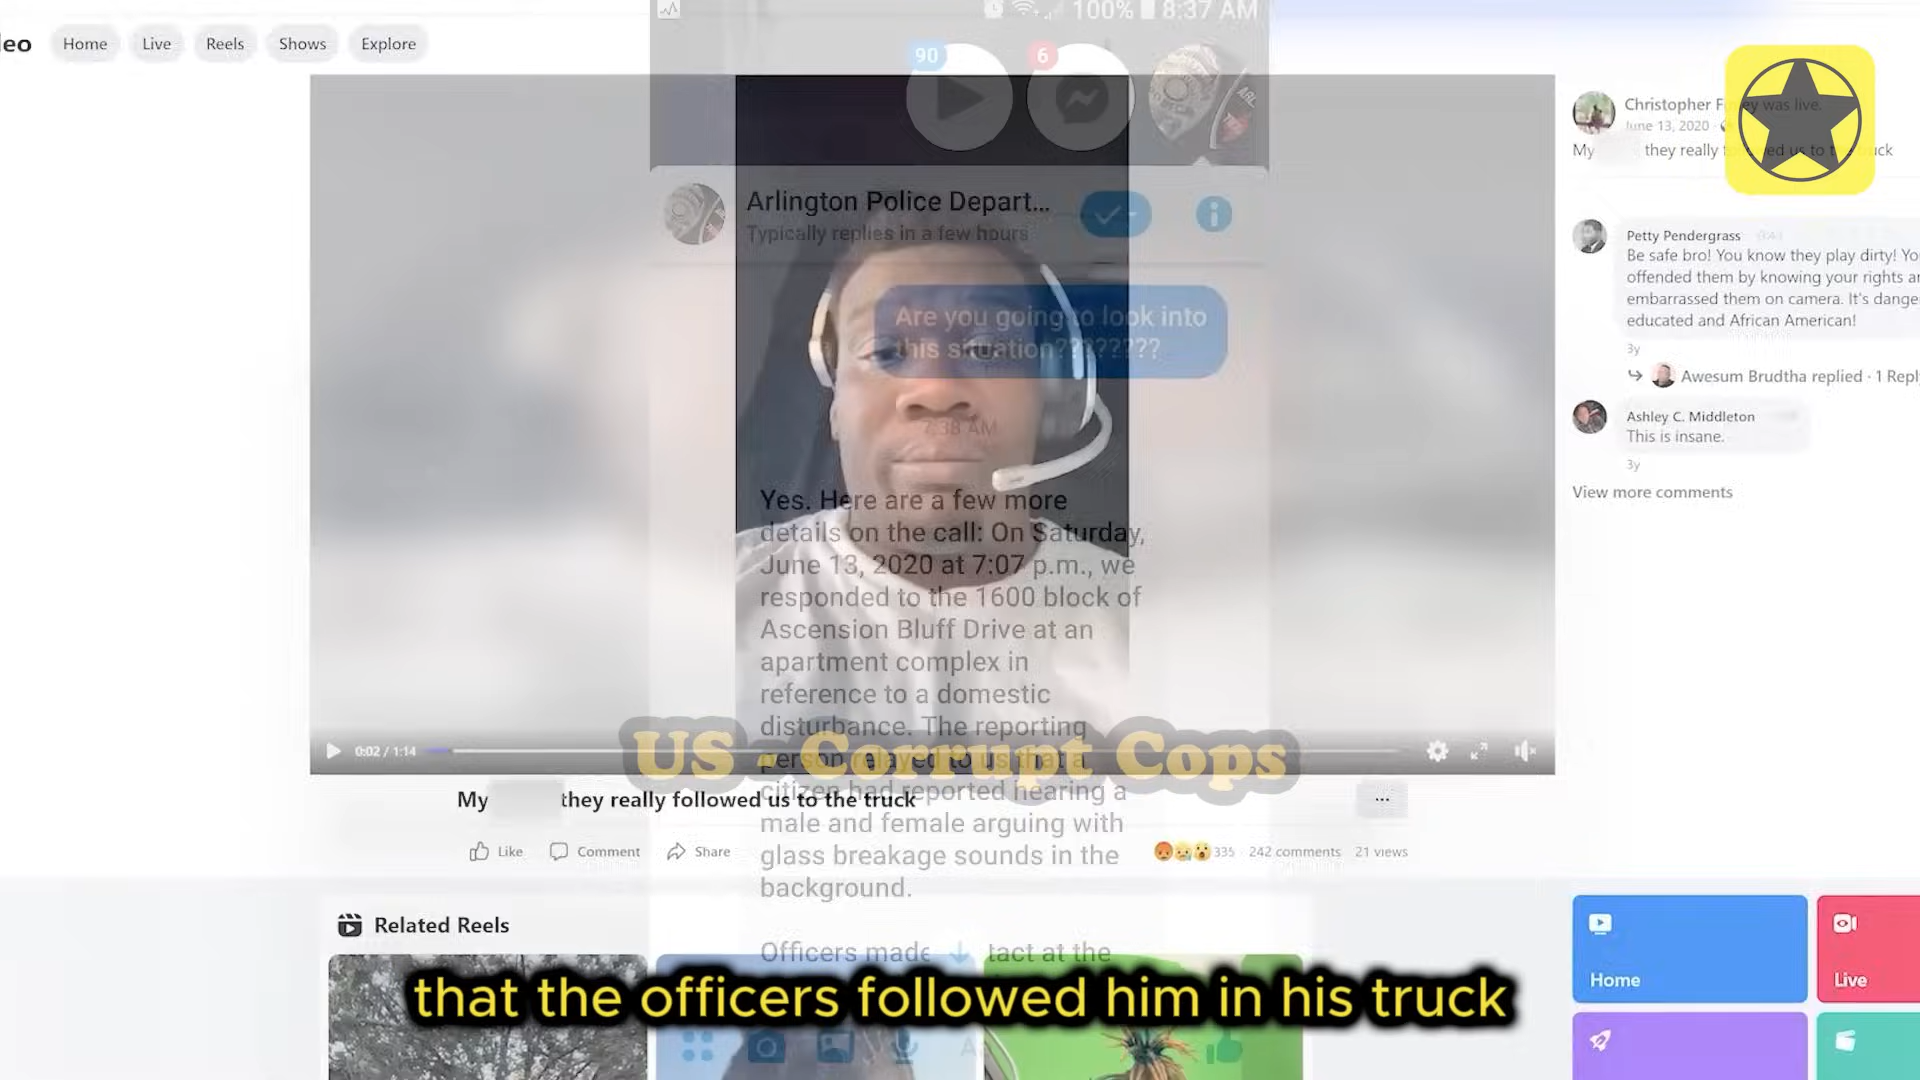 100% 8:37 AM
eo
Home
Live
Reels
Shows
Explore
90
6
Christopher was live.
June 13, 2020
My they really followed us to the truck
Arlington Police Depart...
Typically replies in a few hours
Are you going to look into
this situation????????
Petty Pendergrass
Be safe bro! You know they play dirty! Yo
offended them by knowing your rights a
embarrassed them on camera. It's dange
educated and African American!
3y
Awesum Brudtha replied · 1 Reply
Ashley C. Middleton
This is insane.
3y
View more comments
7:38 AM
Yes. Here are a few more
details on the call: On Saturday,
June 13, 2020 at 7:07 p.m., we
responded to the 1600 block of
Ascension Bluff Drive at an
apartment complex in
reference to a domestic
disturbance. The reporting
person relayed to us that a
citizen had reported hearing a
male and female arguing with
glass breakage sounds in the
background.
Officers made tact at the
0:02 / 1:14
US - Corrupt Cops
My they really followed us to the truck
...
Like
Comment
Share
335 · 242 comments 21 views
Related Reels
Home
Live
that the officers followed him in his truck